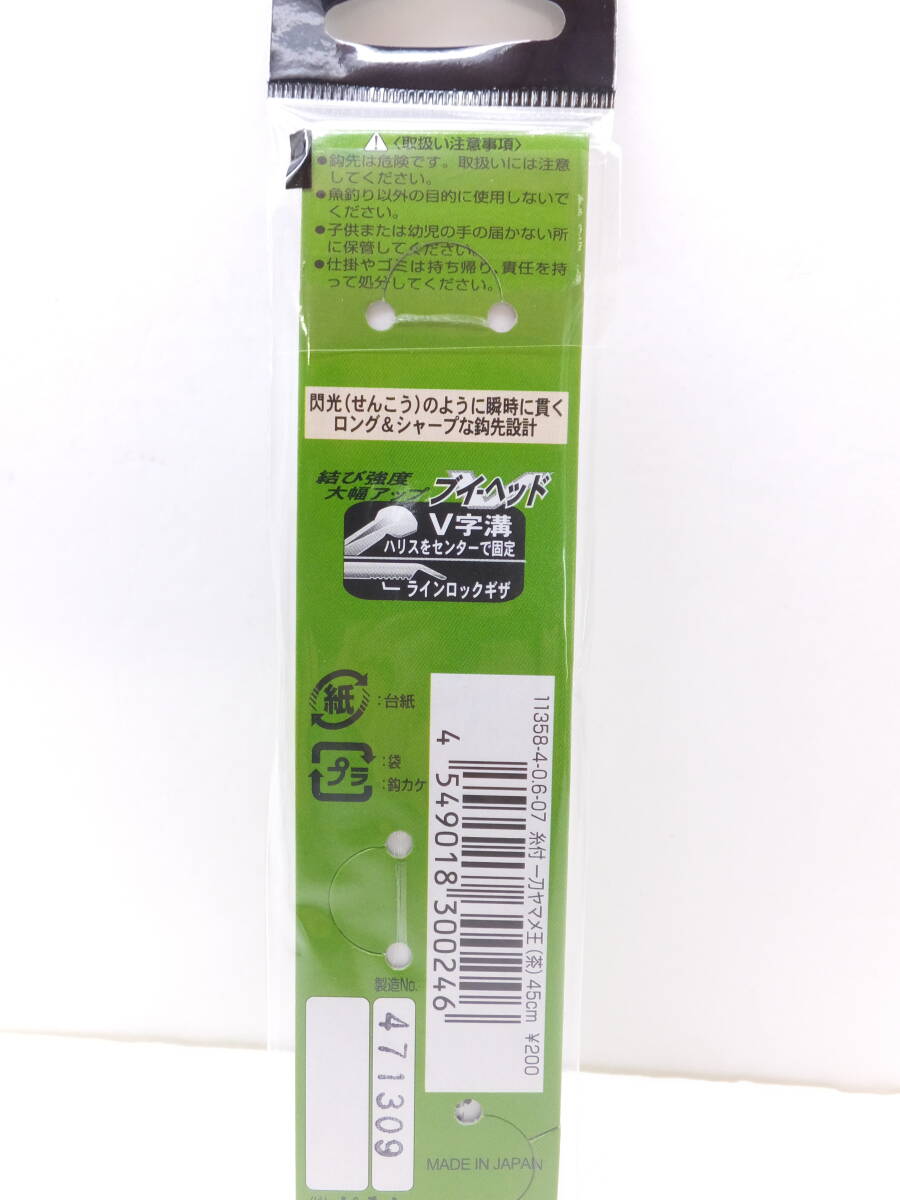 〈取扱い注意事項〉
●鈎先は危険です。取扱いには注意
してください。
●魚釣り以外の目的に使用しないで
ください。
●子供または幼児の手の届かない所
に保管してください。
●仕掛やゴミは持ち帰り、責任を持
って処分してください。
閃光(せんこう)のように瞬時に貫く
ロング&シャープな鈎先設計
結び強度
大幅アップ ブイ・ヘッド
V字溝
ハリスをセンターで固定
ラインロックギザ
紙 :台紙
プラ :袋
:鈎カケ
11358-4-0.6-07 糸付 一刀ヤマメ王(茶)45cm ¥200
4 549018 300246
製造No.
471309
MADE IN JAPAN